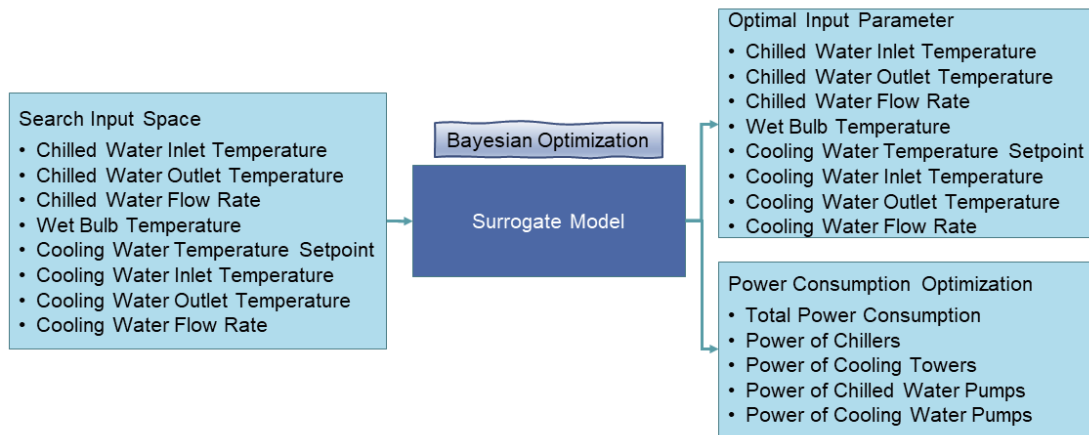 Search Input Space
• Chilled Water Inlet Temperature
• Chilled Water Outlet Temperature
• Chilled Water Flow Rate
• Wet Bulb Temperature
• Cooling Water Temperature Setpoint
• Cooling Water Inlet Temperature
• Cooling Water Outlet Temperature
• Cooling Water Flow Rate
Bayesian Optimization
Surrogate Model
Optimal Input Parameter
• Chilled Water Inlet Temperature
• Chilled Water Outlet Temperature
• Chilled Water Flow Rate
• Wet Bulb Temperature
• Cooling Water Temperature Setpoint
• Cooling Water Inlet Temperature
• Cooling Water Outlet Temperature
• Cooling Water Flow Rate
Power Consumption Optimization
• Total Power Consumption
• Power of Chillers
• Power of Cooling Towers
• Power of Chilled Water Pumps
• Power of Cooling Water Pumps